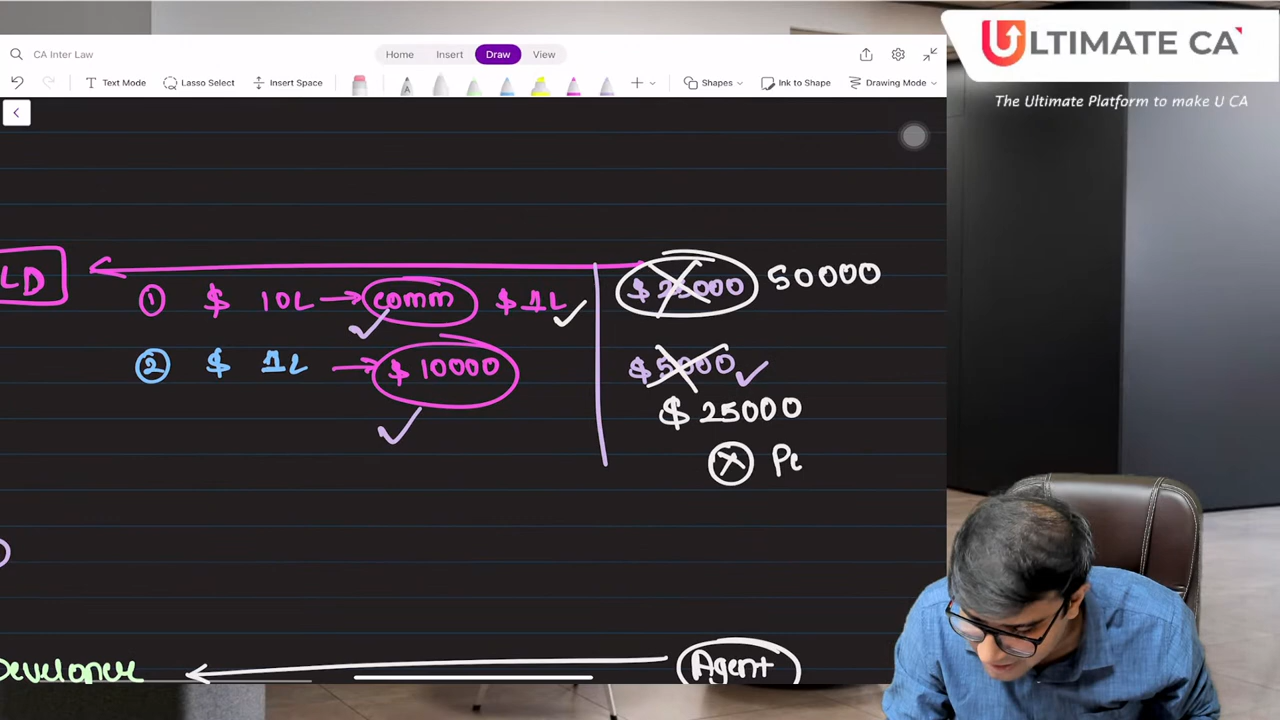 ULTIMATE CA
The Ultimate Platform to make U CA
CA Inter Law
Home Insert Draw View
Text Mode Lasso Select Insert Space Shapes Ink to Shape Drawing Mode
LD
① $ 10L → comm $ 1L $ 25000 50000
② $ 1L → $ 10000 $ 5000
$ 25000
Pe
Developer Agent